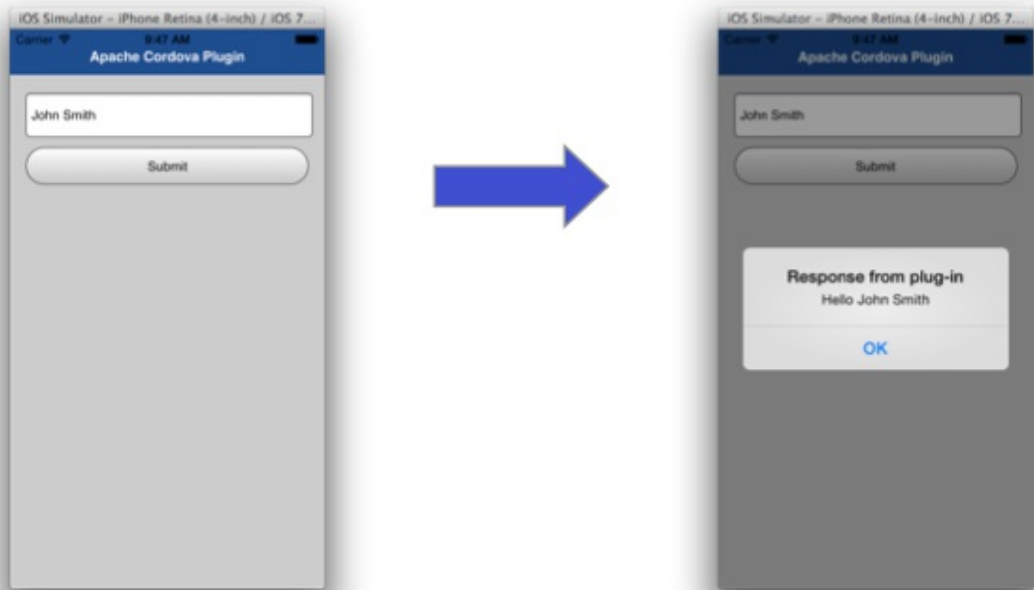 iOS Simulator – iPhone Retina (4-inch) / iOS 7...
Carrier 9:47 AM
Apache Cordova Plugin
John Smith
Submit
iOS Simulator – iPhone Retina (4-inch) / iOS 7...
Carrier 9:47 AM
Apache Cordova Plugin
John Smith
Submit
Response from plug-in
Hello John Smith
OK